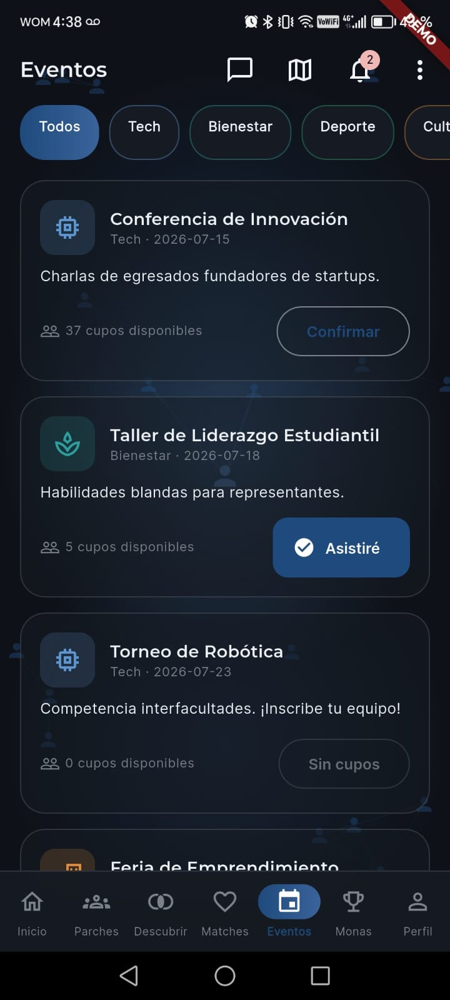 WOM 4:38
VoWiFi 4G+
DEMO
Eventos
2
Todos Tech Bienestar Deporte Cult
Conferencia de Innovación
Tech · 2026-07-15
Charlas de egresados fundadores de startups.
37 cupos disponibles Confirmar
Taller de Liderazgo Estudiantil
Bienestar · 2026-07-18
Habilidades blandas para representantes.
5 cupos disponibles Asistiré
Torneo de Robótica
Tech · 2026-07-23
Competencia interfacultades. ¡Inscribe tu equipo!
0 cupos disponibles Sin cupos
Feria de Emprendimiento
Inicio Parches Descubrir Matches Eventos Monas Perfil